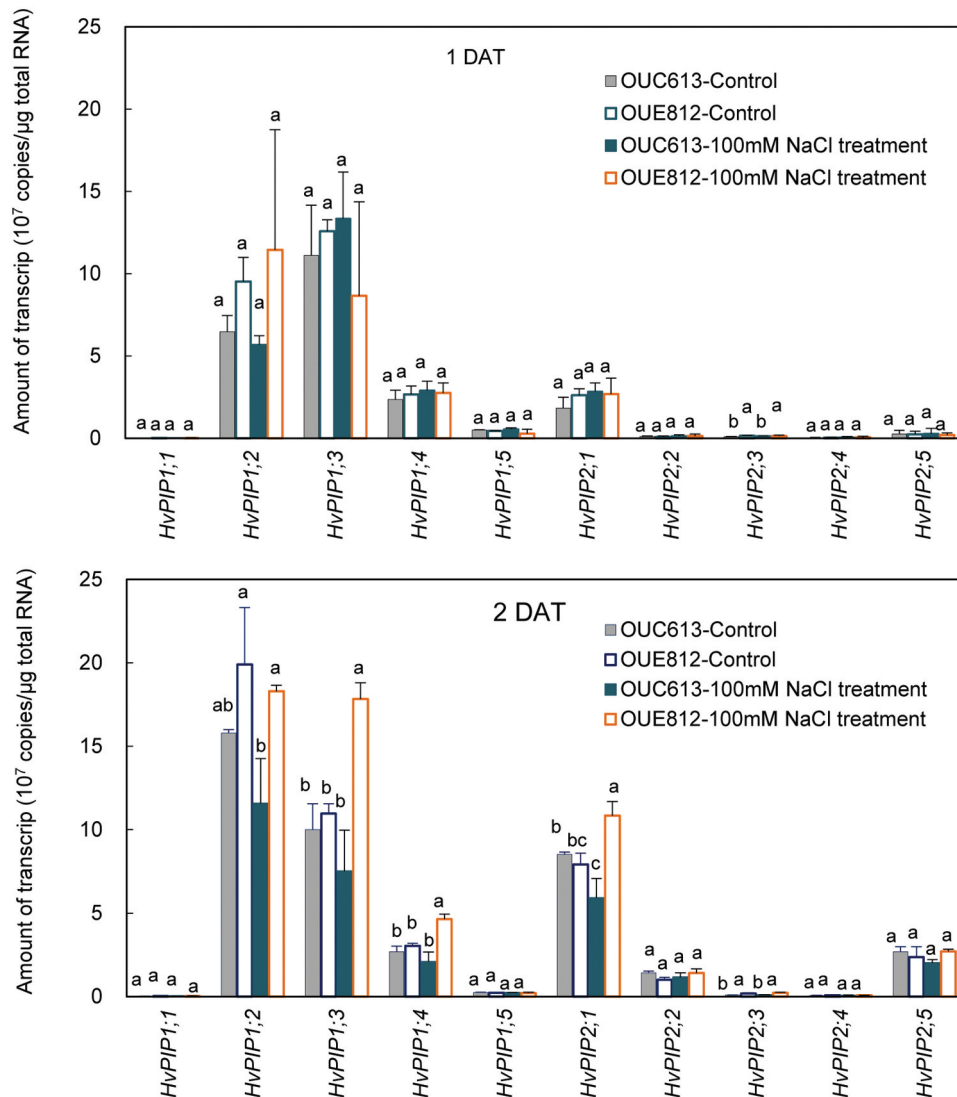 Amount of transcrip (10⁷ copies/µg total RNA)
25
20
15
10
5
0
1 DAT
OUC613-Control
OUE812-Control
OUC613-100mM NaCl treatment
OUE812-100mM NaCl treatment
a a a a
a a a a
a a a a
a a a a
a a a a
a a a a
a a a a
b a b a
a a a a
a a a a
HvPIP1;1
HvPIP1;2
HvPIP1;3
HvPIP1;4
HvPIP1;5
HvPIP2;1
HvPIP2;2
HvPIP2;3
HvPIP2;4
HvPIP2;5
Amount of transcrip (10⁷ copies/µg total RNA)
25
20
15
10
5
0
2 DAT
OUC613-Control
OUE812-Control
OUC613-100mM NaCl treatment
OUE812-100mM NaCl treatment
a a a a
ab a b a
b b b a
b b b a
a a a a
b bc c a
a a a a
b a b a
a a a a
a a a a
HvPIP1;1
HvPIP1;2
HvPIP1;3
HvPIP1;4
HvPIP1;5
HvPIP2;1
HvPIP2;2
HvPIP2;3
HvPIP2;4
HvPIP2;5